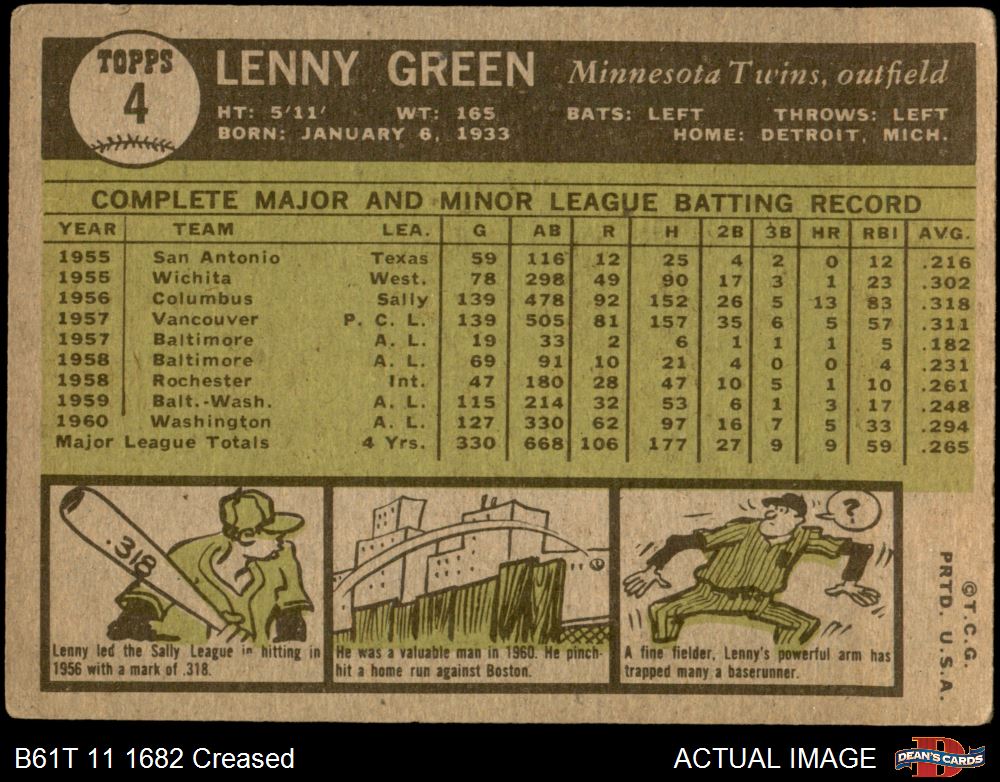 TOPPS
4
LENNY GREEN Minnesota Twins, outfield
HT: 5'11' WT: 165 BATS: LEFT THROWS: LEFT
BORN: JANUARY 6, 1933 HOME: DETROIT, MICH.
COMPLETE MAJOR AND MINOR LEAGUE BATTING RECORD
YEAR TEAM LEA. G AB R H 2B 3B HR RBI AVG.
1955 San Antonio Texas 59 116 12 25 4 2 0 12 .216
1955 Wichita West. 78 298 49 90 17 3 1 23 .302
1956 Columbus Sally 139 478 92 152 26 5 13 83 .318
1957 Vancouver P. C. L. 139 505 81 157 35 6 5 57 .311
1957 Baltimore A. L. 19 33 2 6 1 1 1 5 .182
1958 Baltimore A. L. 69 91 10 21 4 0 0 4 .231
1958 Rochester Int. 47 180 28 47 10 5 1 10 .261
1959 Balt.-Wash. A. L. 115 214 32 53 6 1 3 17 .248
1960 Washington A. L. 127 330 62 97 16 7 5 33 .294
Major League Totals 4 Yrs. 330 668 106 177 27 9 9 59 .265
.318
Lenny led the Sally League in hitting in
1956 with a mark of .318.
He was a valuable man in 1960. He pinch-
hit a home run against Boston.
?
A fine fielder, Lenny's powerful arm has
trapped many a baserunner.
©T.C.G.
PRTD. U.S.A.
B61T 11 1682 Creased
ACTUAL IMAGE
D
DEAN'S CARDS